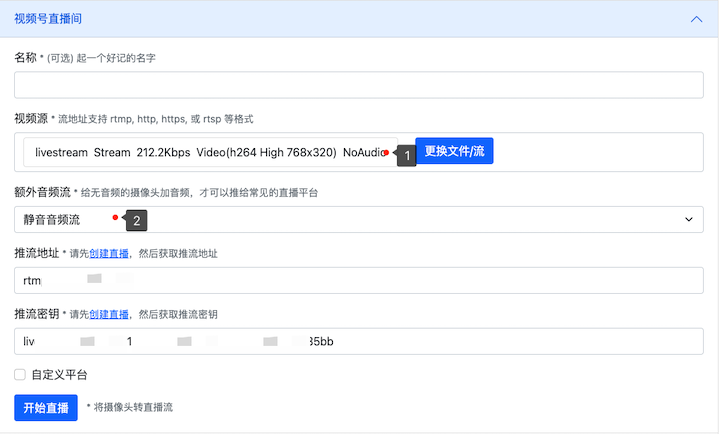 视频号直播间
名称 * (可选) 起一个好记的名字
视频源 * 流地址支持 rtmp, http, https, 或 rtsp 等格式
livestream Stream 212.2Kbps Video(h264 High 768x320) NoAudio 1 更换文件/流
额外音频流 * 给无音频的摄像头加音频，才可以推给常见的直播平台
静音音频流 2
推流地址 * 请先创建直播，然后获取推流地址
rtm
推流密钥 * 请先创建直播，然后获取推流密钥
liv 1 35bb
自定义平台
开始直播 * 将摄像头转直播流